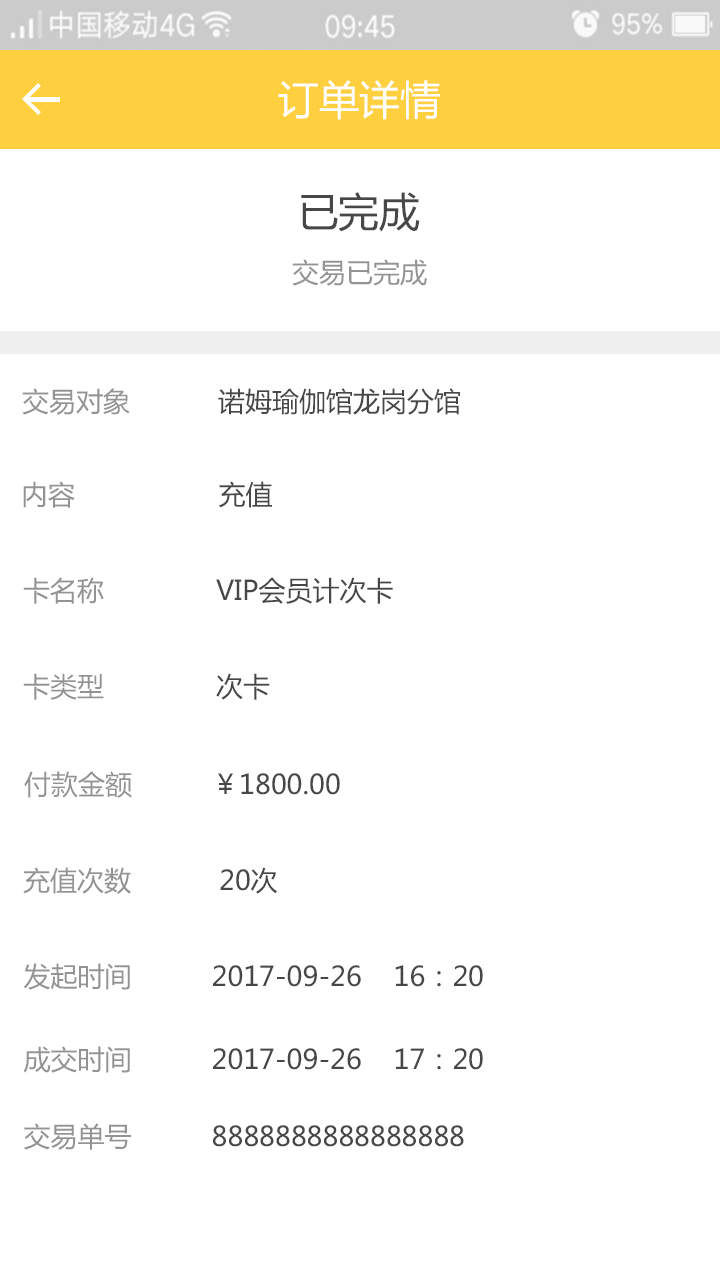 中国移动4G 09:45 95%
订单详情
已完成
交易已完成
交易对象 诺姆瑜伽馆龙岗分馆
内容 充值
卡名称 VIP会员计次卡
卡类型 次卡
付款金额 ¥1800.00
充值次数 20次
发起时间 2017-09-26 16：20
成交时间 2017-09-26 17：20
交易单号 8888888888888888